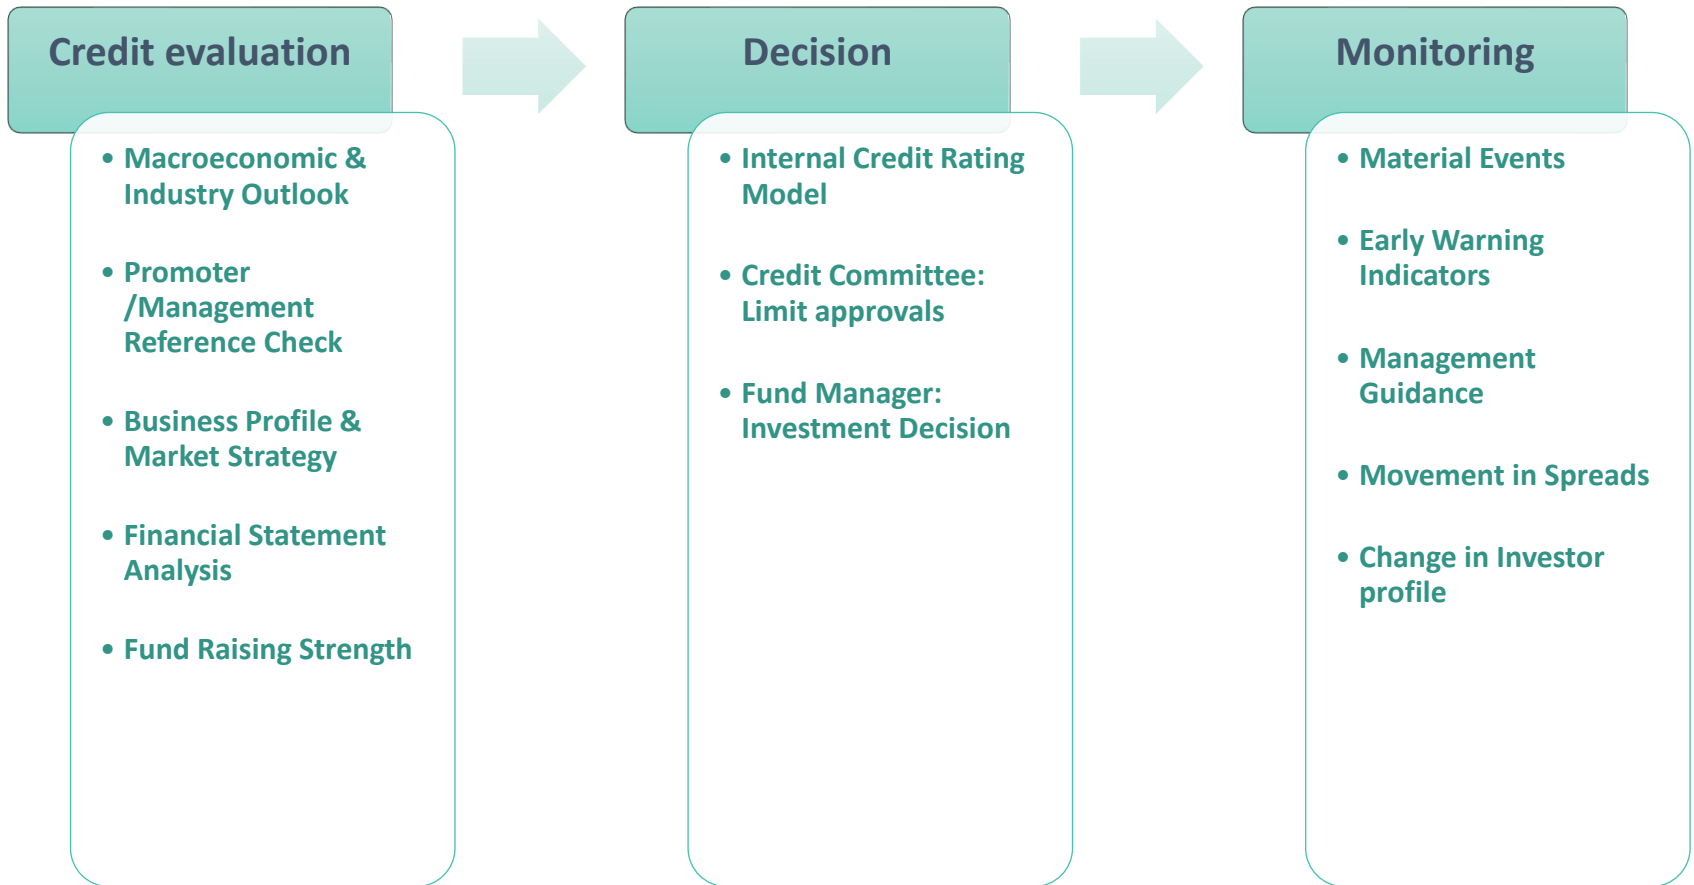 Credit evaluation
• Macroeconomic &
Industry Outlook
• Promoter
/Management
Reference Check
• Business Profile &
Market Strategy
• Financial Statement
Analysis
• Fund Raising Strength
Decision
• Internal Credit Rating
Model
• Credit Committee:
Limit approvals
• Fund Manager:
Investment Decision
Monitoring
• Material Events
• Early Warning
Indicators
• Management
Guidance
• Movement in Spreads
• Change in Investor
profile